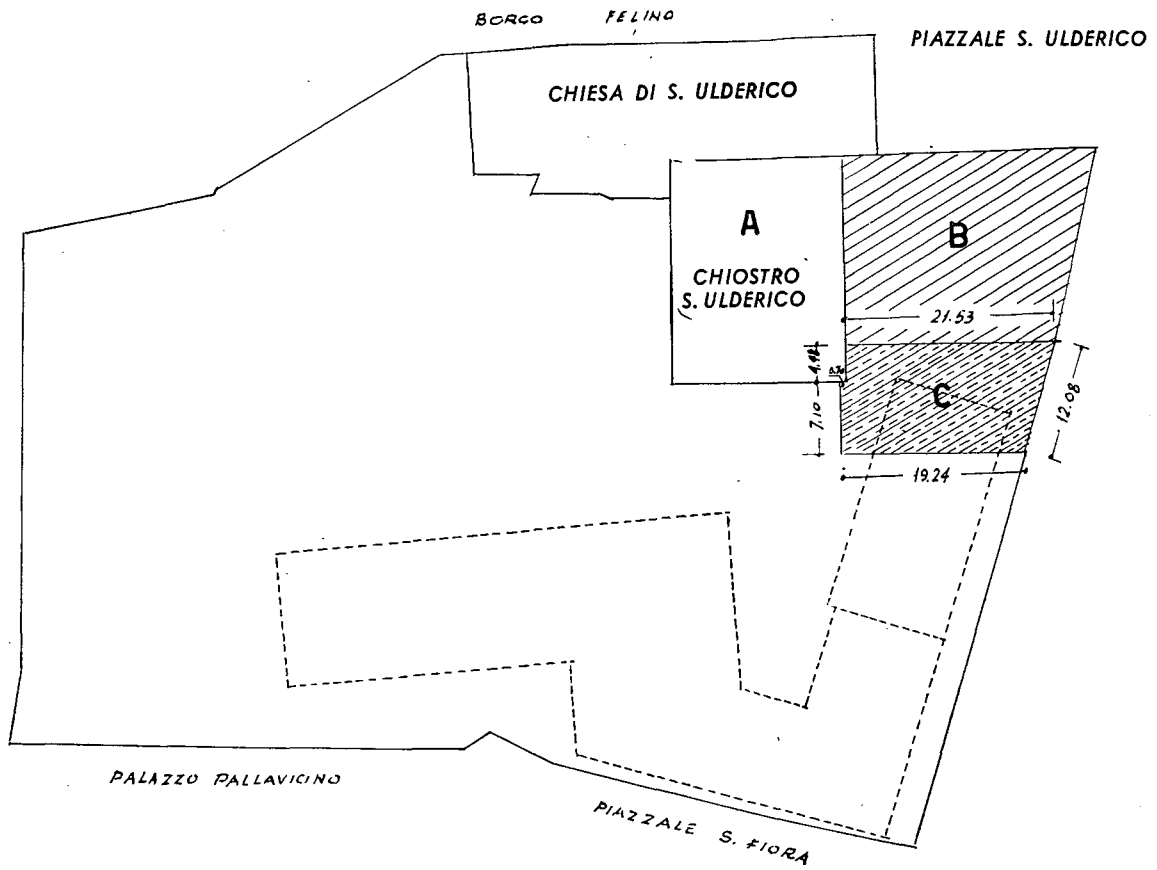 BORGO FELINO
PIAZZALE S. ULDERICO
CHIESA DI S. ULDERICO
A
CHIOSTRO
S. ULDERICO
B
21.53
C
7.10
12.08
19.24
PALAZZO PALLAVICINO
PIAZZALE S. FIORA